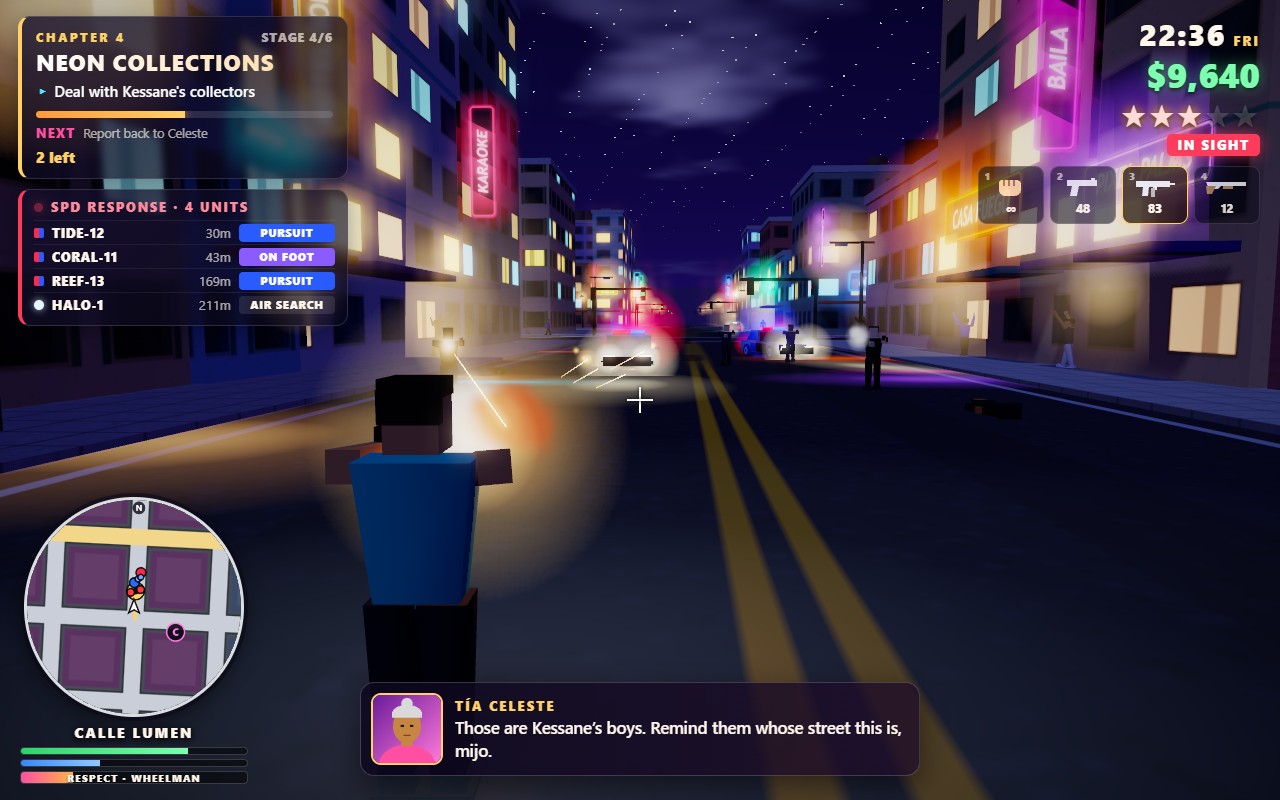 CHAPTER 4
STAGE 4/6
NEON COLLECTIONS
Deal with Kessane's collectors
NEXT Report back to Celeste
2 left
SPD RESPONSE · 4 UNITS
TIDE-12 30m PURSUIT
CORAL-11 43m ON FOOT
REEF-13 169m PURSUIT
HALO-1 211m AIR SEARCH
22:36 FRI
$9,640
IN SIGHT
1 ∞
2 48
3 83
4 12
KARAOKE
BAILA
CASA
N
C
CALLE LUMEN
RESPECT - WHEELMAN
TÍA CELESTE
Those are Kessane's boys. Remind them whose street this is,
mijo.